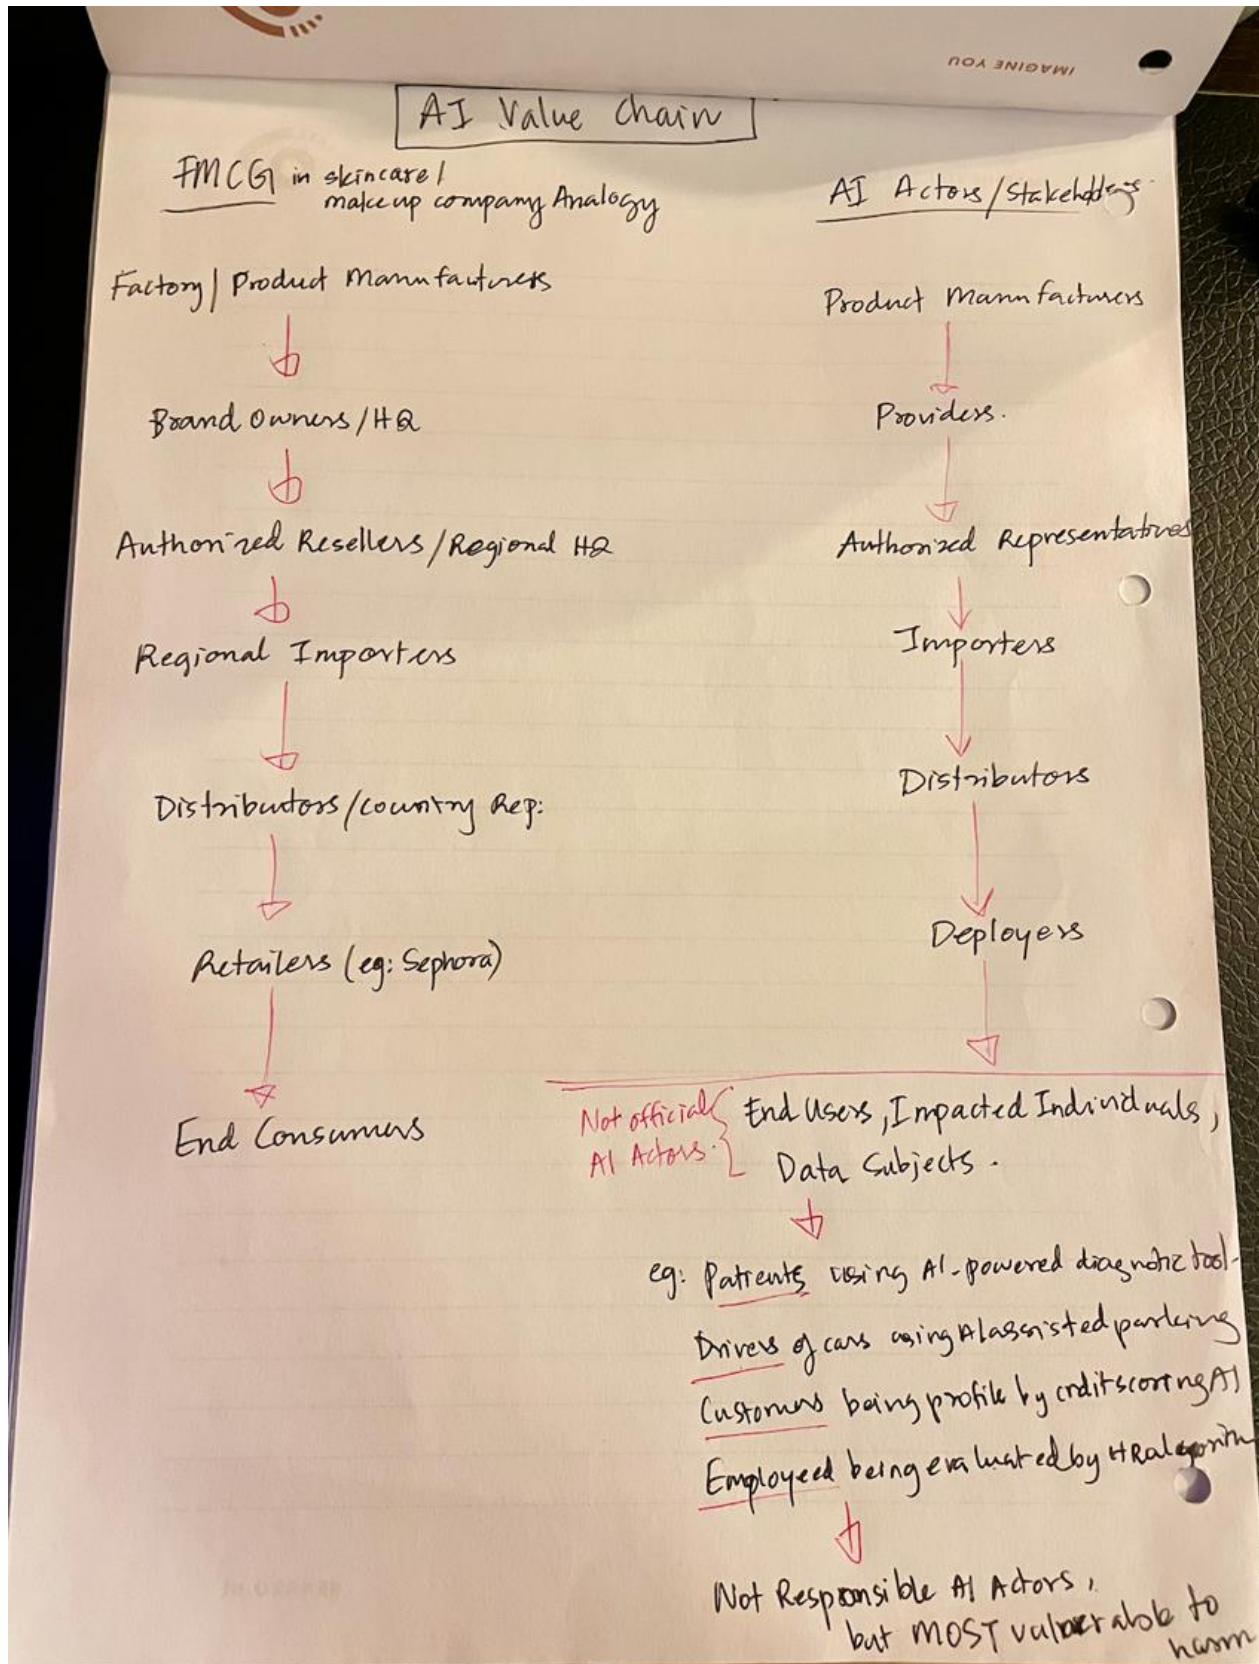 IMAGINE YOU
AI Value Chain
FMCG in skincare/
makeup company Analogy
Factory/Product Manufacturers
Brand Owners/HQ
Authorized Resellers/Regional HQ
Regional Importers
Distributors/Country Rep:
Retailers (eg: Sephora)
End Consumers
AI Actors/Stakeholders
Product Manufacturers
Providers.
Authorized Representatives
Importers
Distributors
Deployers
Not official
AI Actors.
End Users, Impacted Individuals,
Data Subjects.
eg: Patients using AI-powered diagnotic tool-
Drivers of cars using AI assisted parking
Customers being profile by credit scoring AI
Employeed being evaluated by HR algorithm
Not Responsible AI Actors,
but MOST vulnerable to
harm